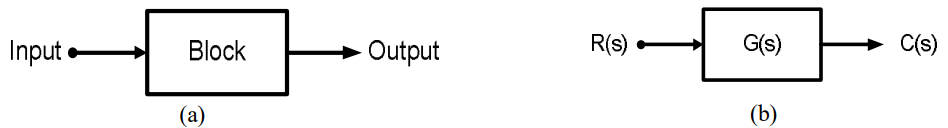 Input Block Output
(a)
R(s) G(s) C(s)
(b)